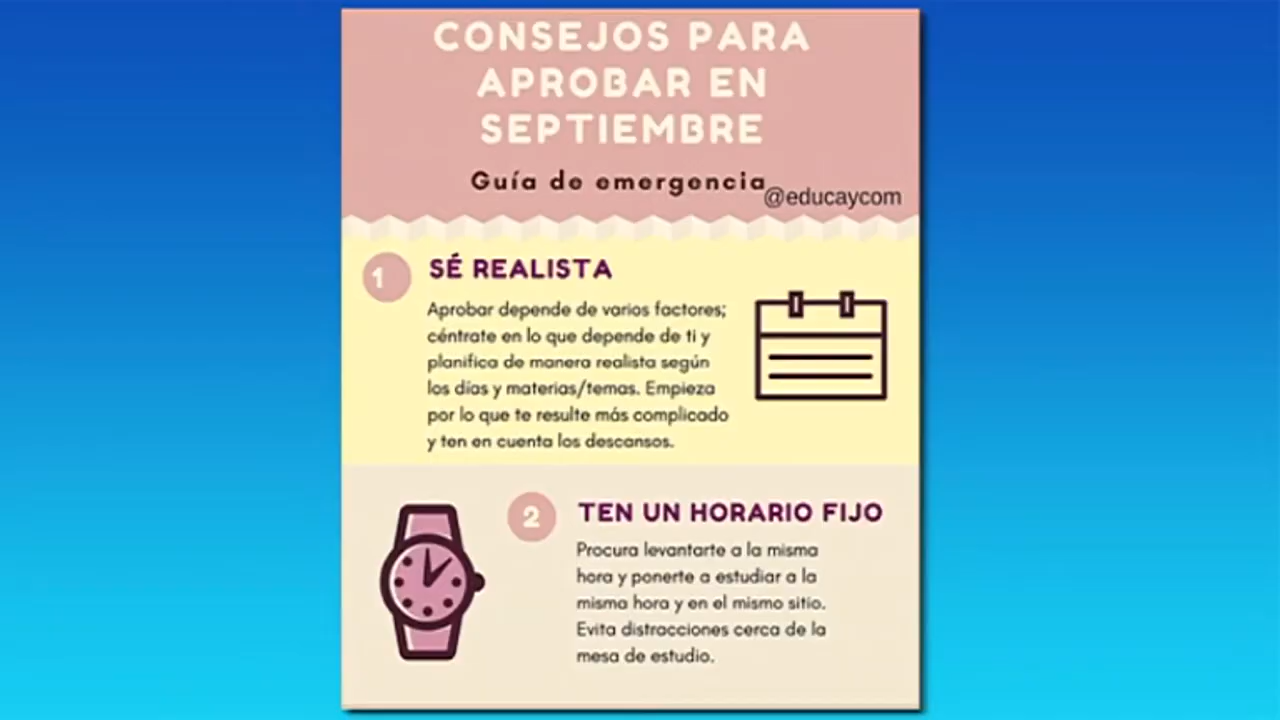 CONSEJOS PARA
APROBAR EN
SEPTIEMBRE
Guía de emergencia
@educaycom
1
SÉ REALISTA
Aprobar depende de varios factores;
céntrate en lo que depende de ti y
planifica de manera realista según
los días y materias/temas. Empieza
por lo que te resulte más complicado
y ten en cuenta los descansos.
2
TEN UN HORARIO FIJO
Procura levantarte a la misma
hora y ponerte a estudiar a la
misma hora y en el mismo sitio.
Evita distracciones cerca de la
mesa de estudio.